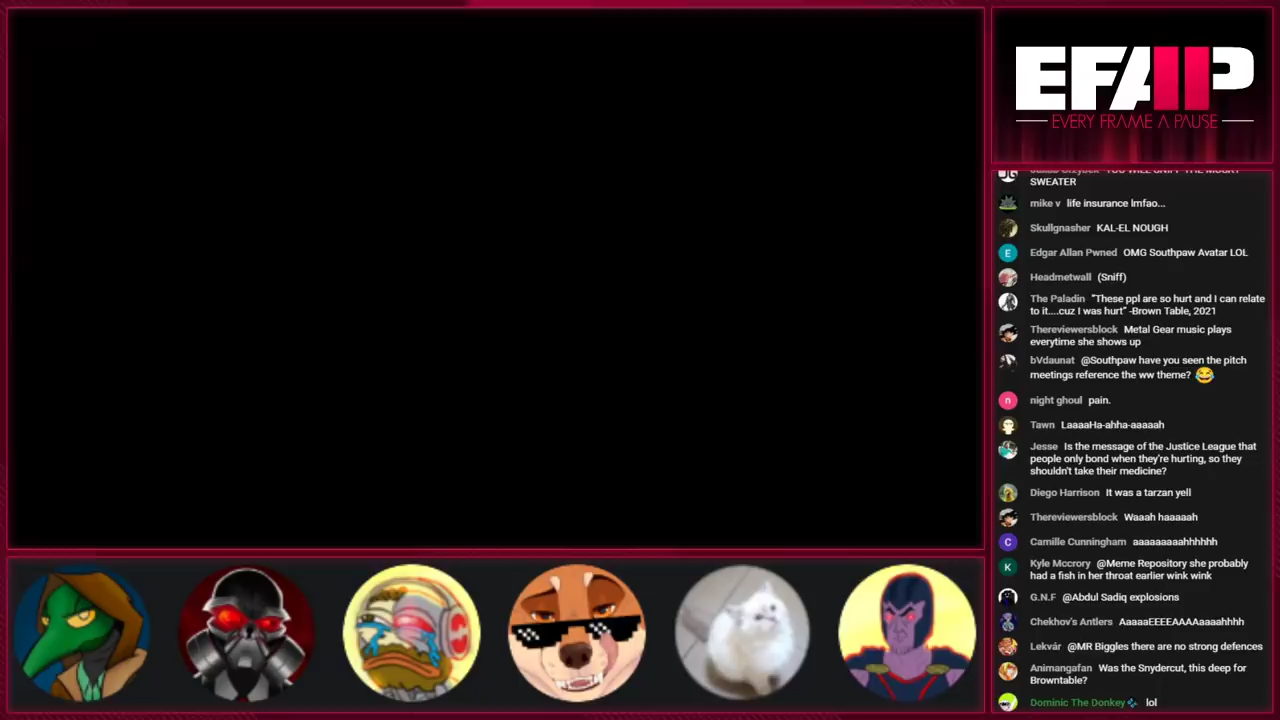 EFAP
EVERY FRAME A PAUSE
SWEATER
mike v life insurance lmfao...
Skullgnasher KAL-EL NOUGH
E Edgar Allan Pwned OMG Southpaw Avatar LOL
Headmetwall (Sniff)
The Paladin "These ppl are so hurt and I can relate
to it....cuz I was hurt" -Brown Table, 2021
Thereviewersblock Metal Gear music plays
everytime she shows up
bVdaunat @Southpaw have you seen the pitch
meetings reference the ww theme? 😂
n night ghoul pain.
Tawn LaaaaHa-ahha-aaaaah
Jesse Is the message of the Justice League that
people only bond when they're hurting, so they
shouldn't take their medicine?
Diego Harrison It was a tarzan yell
Thereviewersblock Waaah haaaaah
C Camille Cunningham aaaaaaaaahhhhhh
K Kyle Mccrory @Meme Repository she probably
had a fish in her throat earlier wink wink
G.N.F @Abdul Sadiq explosions
Chekhov's Antlers AaaaaEEEEAAAAaaaahhhh
Lekvár @MR Biggles there are no strong defences
Animangafan Was the Snydercut, this deep for
Browntable?
Dominic The Donkey lol